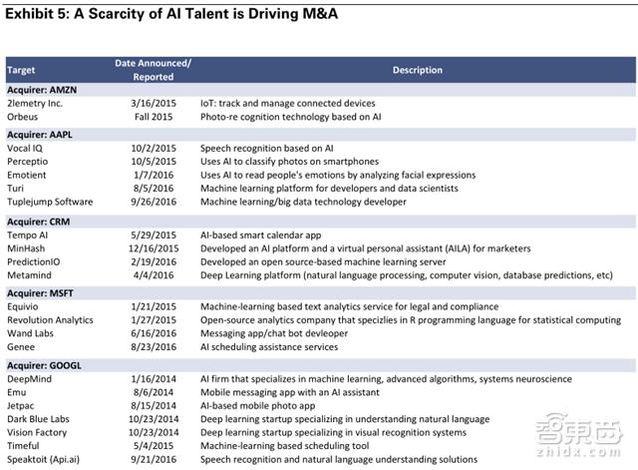 Exhibit 5: A Scarcity of AI Talent is Driving M&A
Target Date Announced/ Reported Description
Acquirer: AMZN
2lemetry Inc. 3/16/2015 IoT: track and manage connected devices
Orbeus Fall 2015 Photo-re cognition technology based on AI
Acquirer: AAPL
Vocal IQ 10/2/2015 Speech recognition based on AI
Perceptio 10/5/2015 Uses AI to classify photos on smartphones
Emotient 1/7/2016 Uses AI to read people's emotions by analyzing facial expressions
Turi 8/5/2016 Machine learning platform for developers and data scientists
Tuplejump Software 9/26/2016 Machine learning/big data technology developer
Acquirer: CRM
Tempo AI 5/29/2015 AI-based smart calendar app
MinHash 12/16/2015 Developed an AI platform and a virtual personal assistant (AILA) for marketers
PredictionIO 2/19/2016 Developed an open source-based machine learning server
Metamind 4/4/2016 Deep Learning platform (natural language processing, computer vision, database predictions, etc)
Acquirer: MSFT
Equivio 1/21/2015 Machine-learning based text analytics service for legal and compliance
Revolution Analytics 1/27/2015 Open-source analytics company that specizlies in R programming language for statistical computing
Wand Labs 6/16/2016 Messaging app/chat bot devleoper
Genee 8/23/2016 AI scheduling assistance services
Acquirer: GOOGL
DeepMind 1/16/2014 AI firm that specializes in machine learning, advanced algorithms, systems neuroscience
Emu 8/6/2014 Mobile messaging app with an AI assistant
Jetpac 8/15/2014 AI-based mobile photo app
Dark Blue Labs 10/23/2014 Deep learning startup specializing in understanding natural language
Vision Factory 10/23/2014 Deep learning startup specializing in visual recognition systems
Timeful 5/4/2015 Machine-learning based scheduling tool
Speaktoit (Api.ai) 9/21/2016 Speech recognition and natural language understanding solutions
智東西
zhidx.com